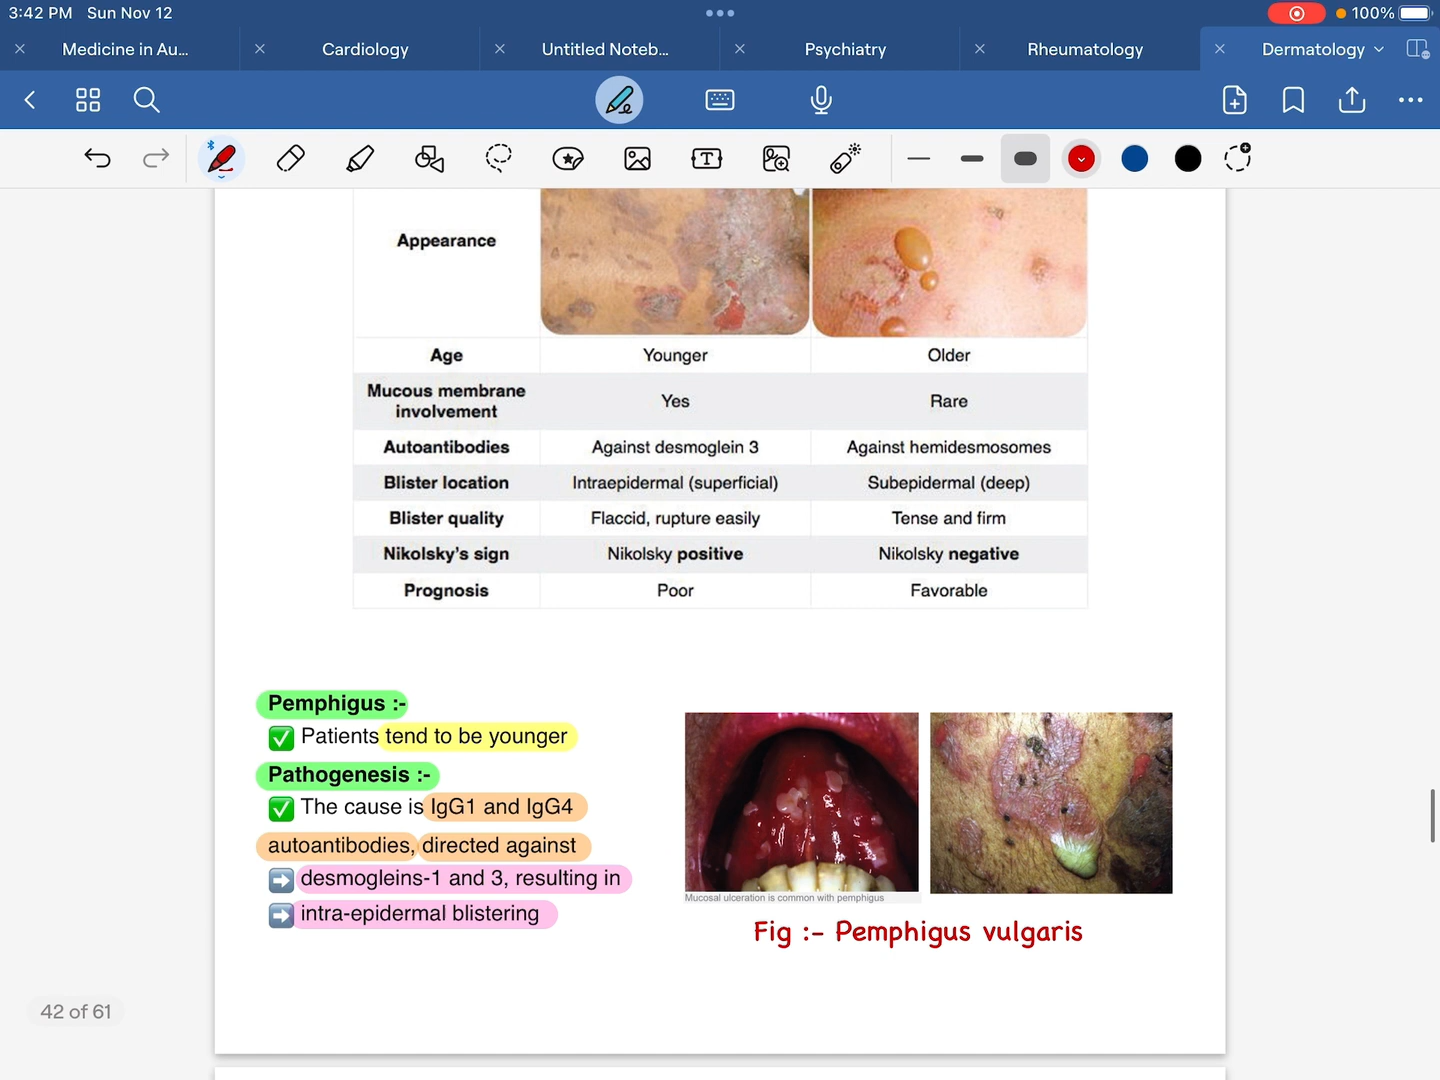 3:42 PM Sun Nov 12
100%
Medicine in Au...
Cardiology
Untitled Noteb...
Psychiatry
Rheumatology
Dermatology
Appearance
Age Younger Older
Mucous membrane
involvement Yes Rare
Autoantibodies Against desmoglein 3 Against hemidesmosomes
Blister location Intraepidermal (superficial) Subepidermal (deep)
Blister quality Flaccid, rupture easily Tense and firm
Nikolsky's sign Nikolsky positive Nikolsky negative
Prognosis Poor Favorable
Pemphigus :-
✅ Patients tend to be younger
Pathogenesis :-
✅ The cause is IgG1 and IgG4
autoantibodies, directed against
➡️ desmogleins-1 and 3, resulting in
➡️ intra-epidermal blistering
Mucosal ulceration is common with pemphigus
Fig :- Pemphigus vulgaris
42 of 61